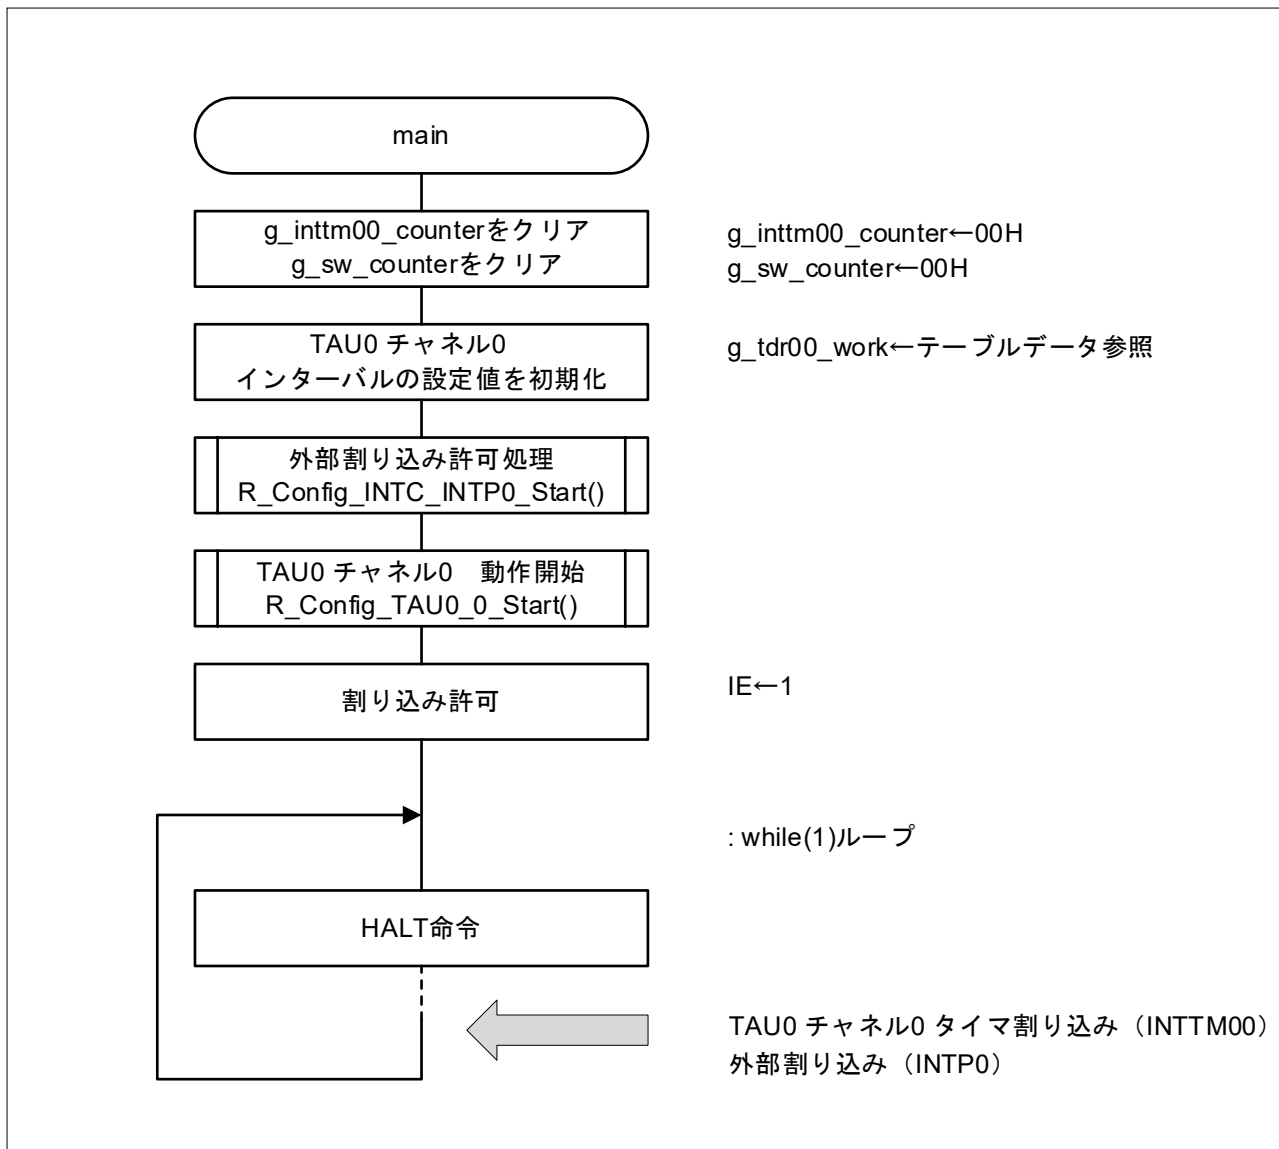 main
g_inttm00_counterをクリア
g_sw_counterをクリア
g_inttm00_counter←00H
g_sw_counter←00H
TAU0 チャネル0
インターバルの設定値を初期化
g_tdr00_work←テーブルデータ参照
外部割り込み許可処理
R_Config_INTC_INTP0_Start()
TAU0 チャネル0　動作開始
R_Config_TAU0_0_Start()
割り込み許可
IE←1
: while(1)ループ
HALT命令
TAU0 チャネル0 タイマ割り込み（INTTM00）
外部割り込み（INTP0）